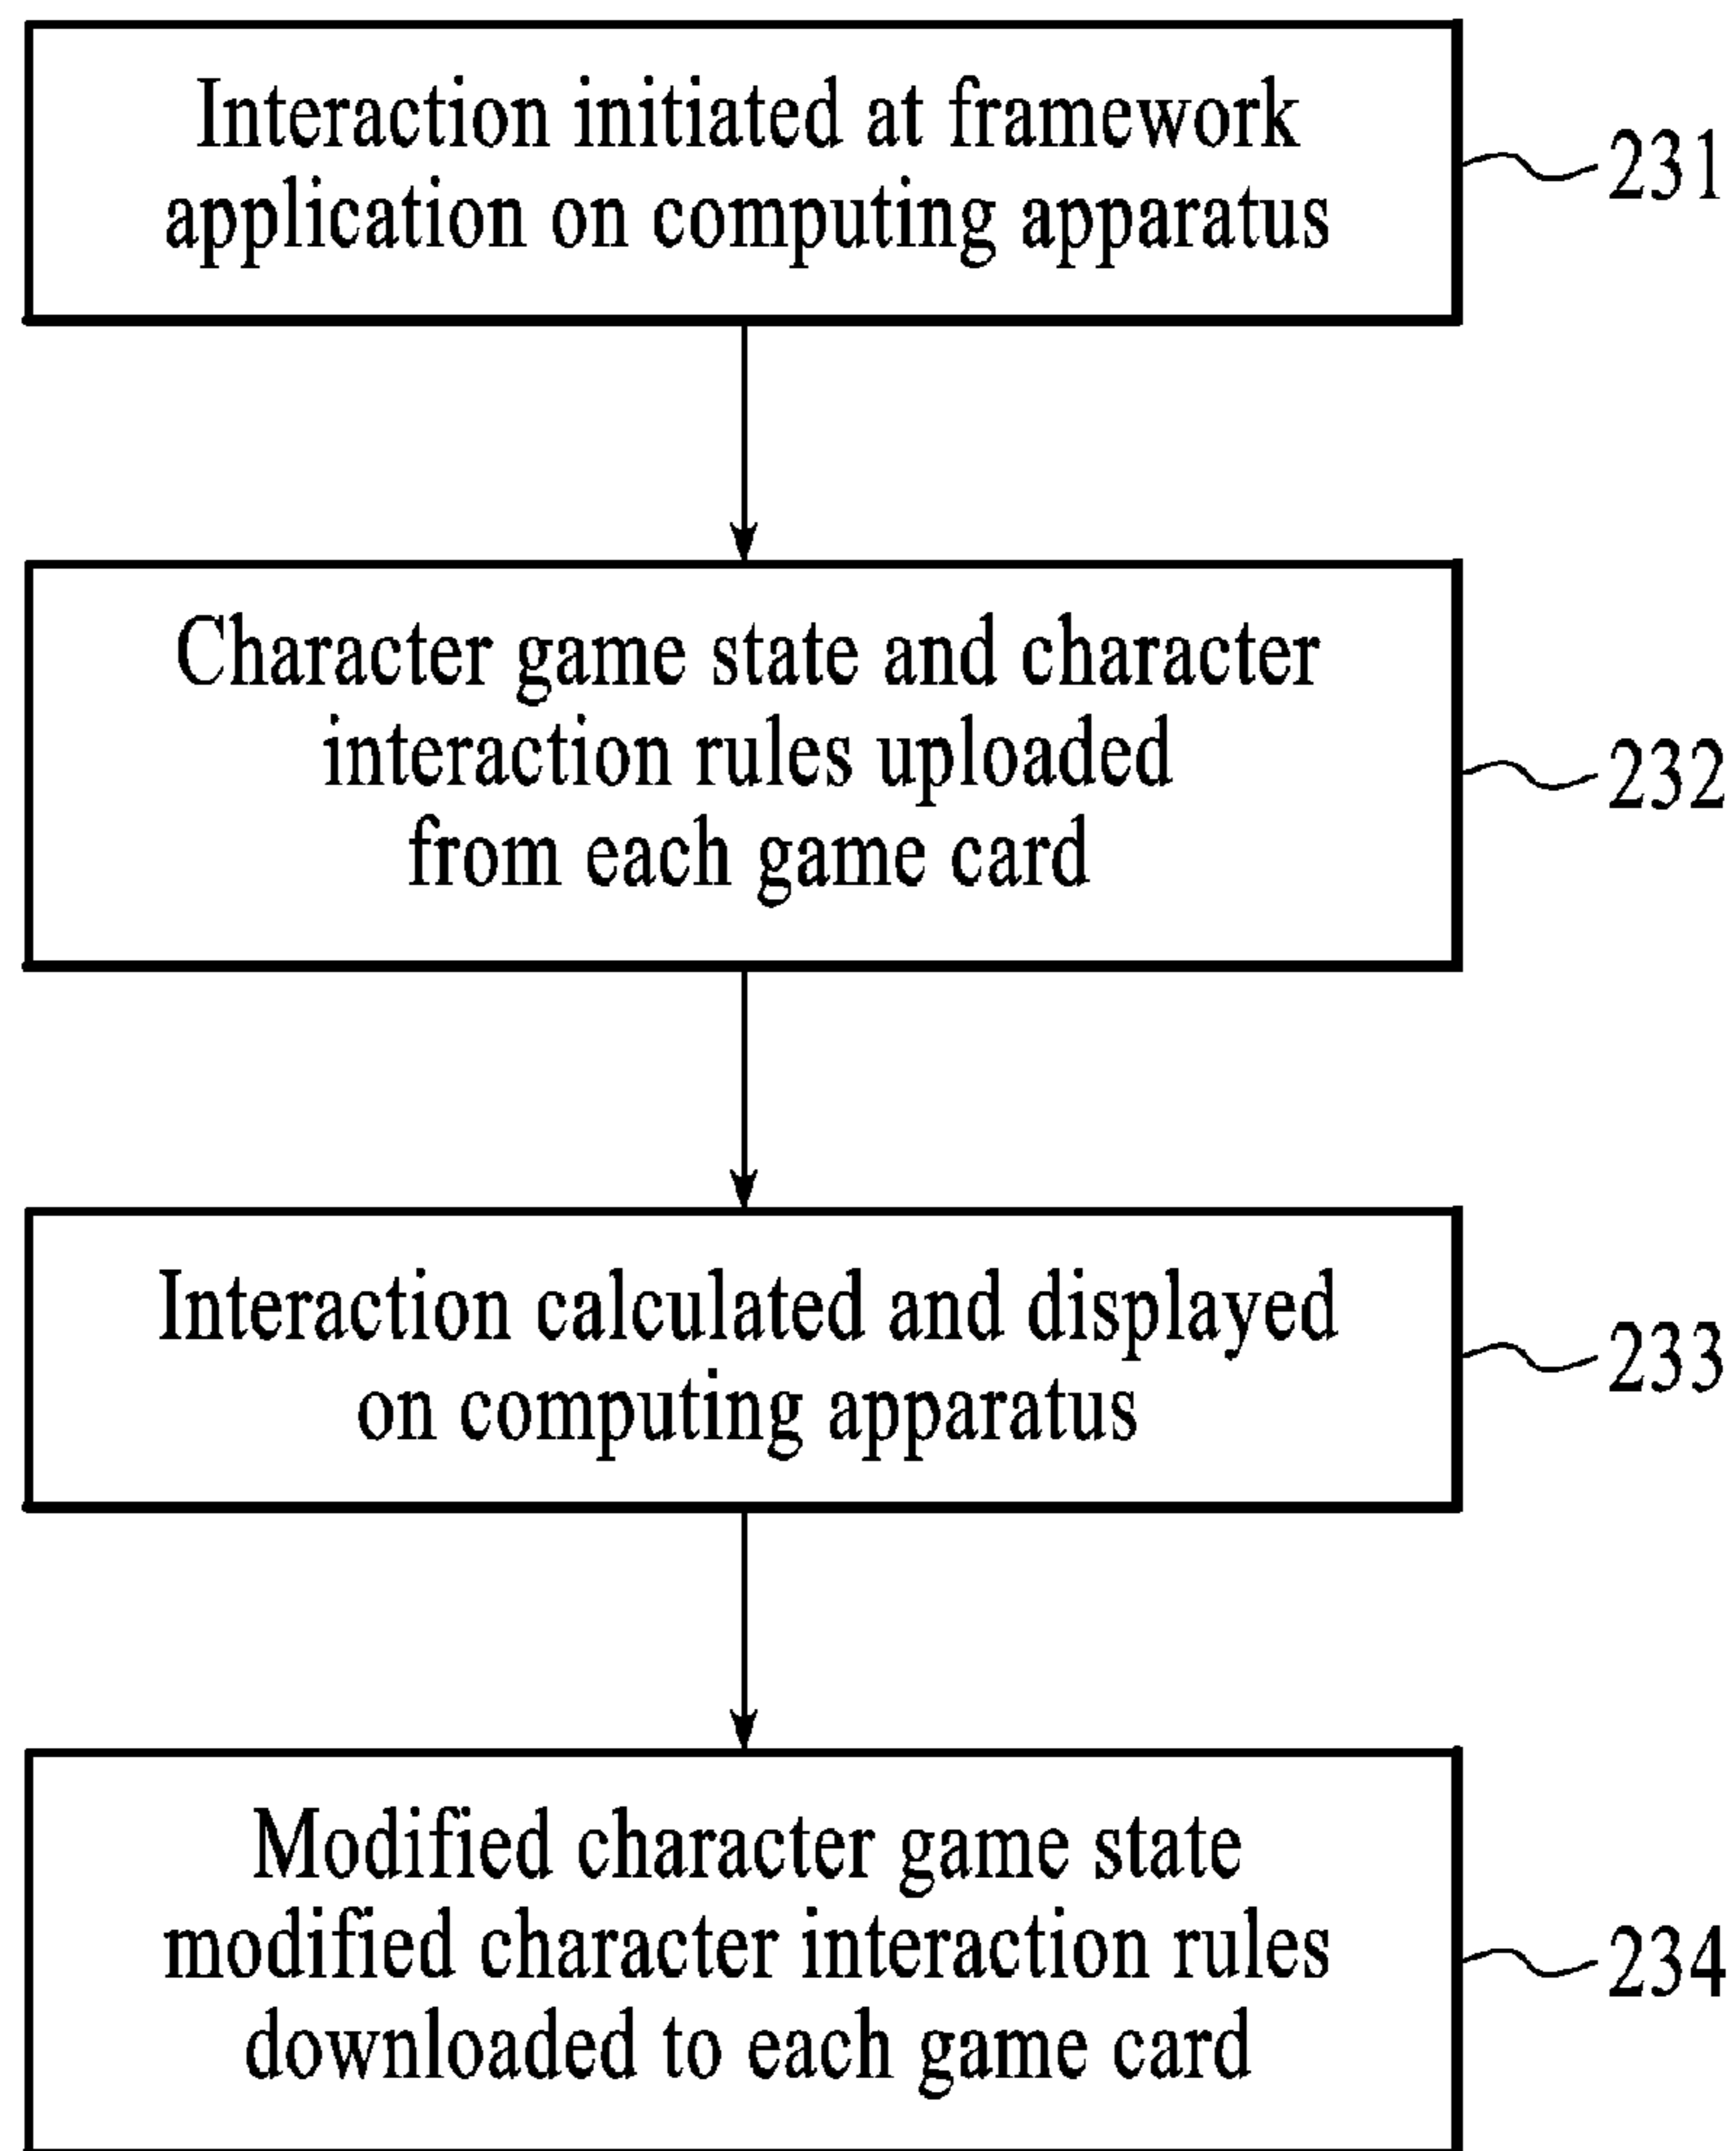 Interaction initiated at framework
application on computing apparatus
231
Character game state and character
interaction rules uploaded
from each game card
232
Interaction calculated and displayed
on computing apparatus
233
Modified character game state
modified character interaction rules
downloaded to each game card
234